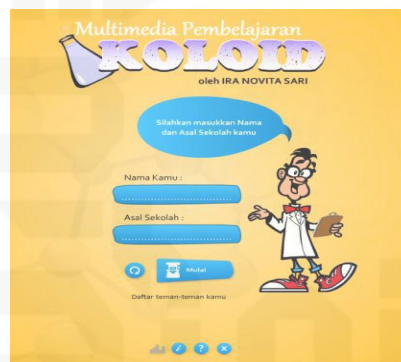 Multimedia Pembelajaran
KOLOID
oleh IRA NOVITA SARI
Silahkan masukkan Nama
dan Asal Sekolah kamu
Nama Kamu :
Asal Sekolah :
Mulai
Daftar teman-teman kamu